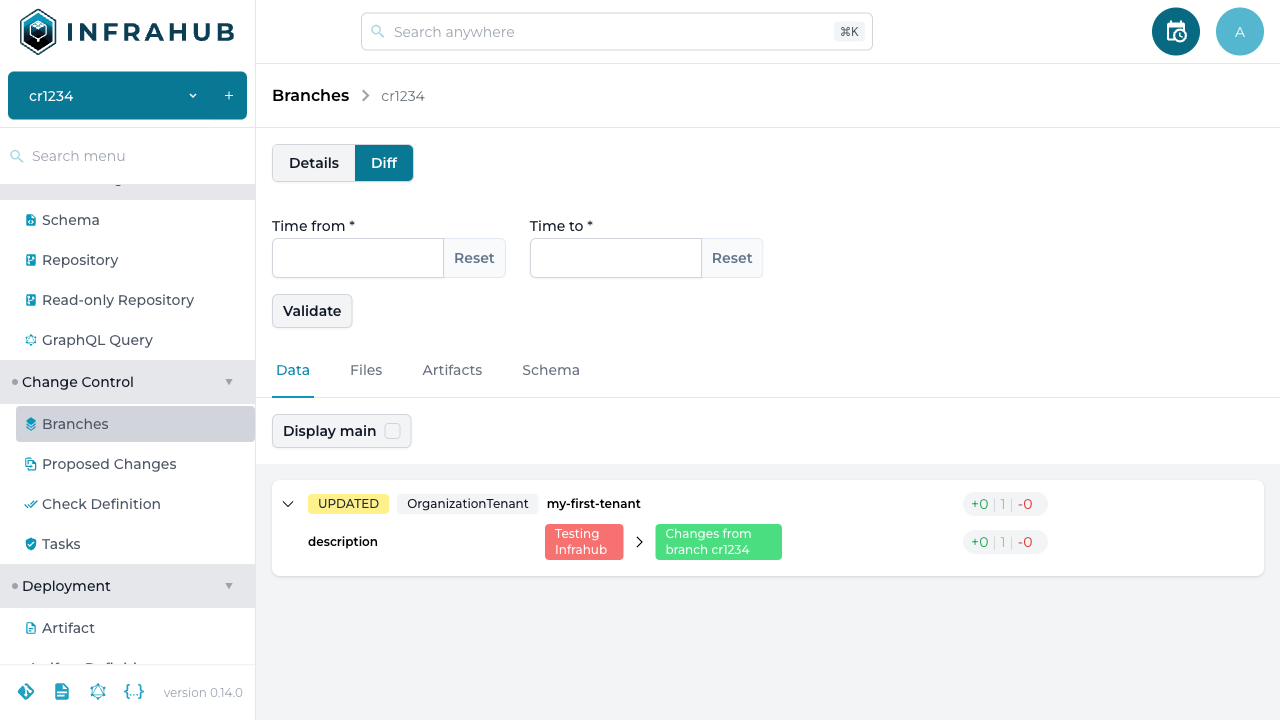 INFRAHUB
Search anywhere
⌘K
A
cr1234
+
Branches
cr1234
Search menu
Details
Diff
Schema
Repository
Read-only Repository
GraphQL Query
Change Control
Branches
Proposed Changes
Check Definition
Tasks
Deployment
Artifact
version 0.14.0
Time from *
Time to *
Reset
Reset
Validate
Data
Files
Artifacts
Schema
Display main
UPDATED
OrganizationTenant
my-first-tenant
+0 | 1 | -0
description
Testing
Infrahub
Changes from
branch cr1234
+0 | 1 | -0